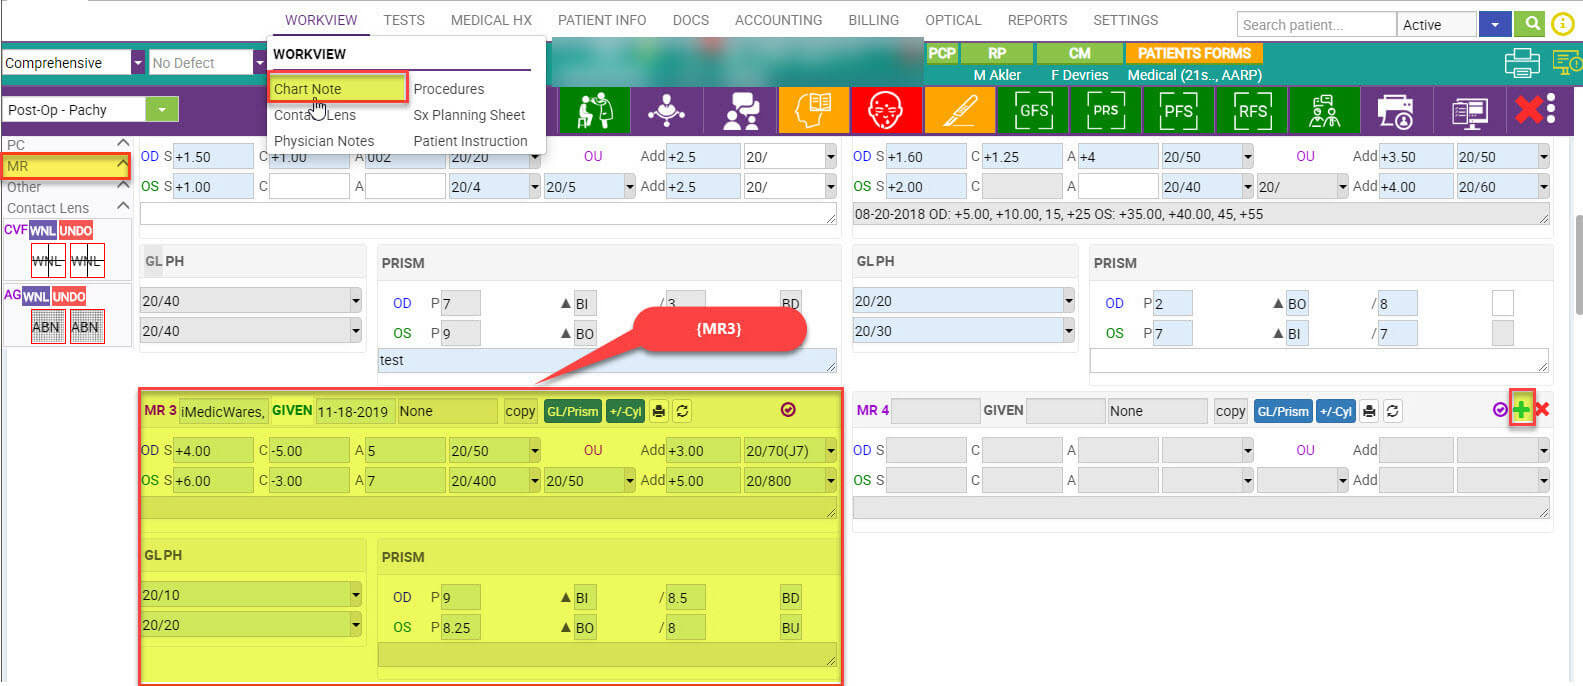 WORKVIEW TESTS MEDICAL HX PATIENT INFO DOCS ACCOUNTING BILLING OPTICAL REPORTS SETTINGS Search patient... Active
WORKVIEW
Chart Note Procedures
Contact Lens Sx Planning Sheet
Physician Notes Patient Instruction
Comprehensive No Defect
PCP RP CM PATIENTS FORMS
M Akler F Devries Medical (21s.., AARP)
Post-Op - Pachy
GFS PRS PFS RFS
PC
MR
Other
Contact Lens
CVF WNL UNDO
WNL WNL
AG WNL UNDO
ABN ABN
OD S +1.50 C +1.00 A 002 20/20 OU Add +2.5 20/
OS S +1.00 C A 20/4 20/5 Add +2.5 20/
OD S +1.60 C +1.25 A +4 20/50 OU Add +3.50 20/50
OS S +2.00 C A 20/40 20/ Add +4.00 20/60
08-20-2018 OD: +5.00, +10.00, 15, +25 OS: +35.00, +40.00, 45, +55
GL PH PRISM
20/40 OD P 7 ▲ BI / 3 BD
20/40 OS P 9 ▲ BO
test
{MR3}
GL PH PRISM
20/20 OD P 2 ▲ BO / 8
20/30 OS P 7 ▲ BI / 7
MR 3 iMedicWares, GIVEN 11-18-2019 None copy GL/Prism +/-Cyl
OD S +4.00 C -5.00 A 5 20/50 OU Add +3.00 20/70(J7)
OS S +6.00 C -3.00 A 7 20/400 20/50 Add +5.00 20/800
GL PH PRISM
20/10 OD P 9 ▲ BI / 8.5 BD
20/20 OS P 8.25 ▲ BO / 8 BU
MR 4 GIVEN None copy GL/Prism +/-Cyl
OD S C A OU Add
OS S C A Add